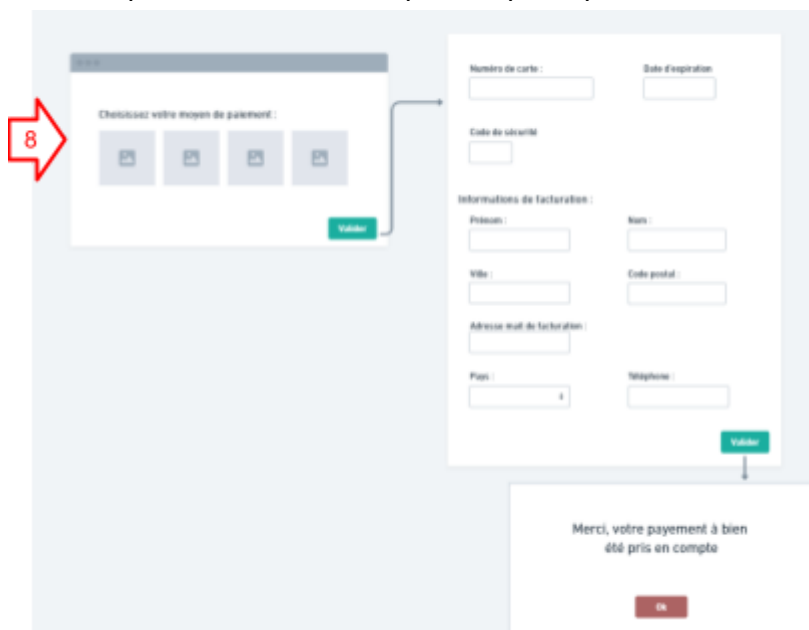 8
Choisissez votre moyen de paiement :
Valider
Numéro de carte :
Date d'expiration
Code de sécurité
Informations de facturation :
Prénom :
Nom :
Ville :
Code postal :
Adresse mail de facturation :
Pays :
Téléphone :
Valider
Merci, votre payement à bien
été pris en compte
Ok